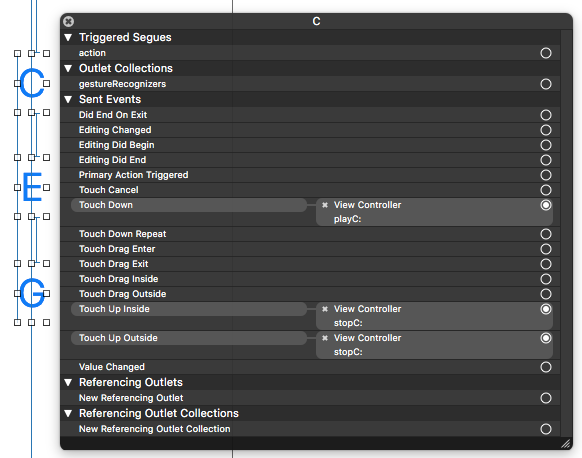 C
Triggered Segues
action
Outlet Collections
gestureRecognizers
Sent Events
Did End On Exit
Editing Changed
Editing Did Begin
Editing Did End
Primary Action Triggered
Touch Cancel
Touch Down View Controller
playC:
Touch Down Repeat
Touch Drag Enter
Touch Drag Exit
Touch Drag Inside
Touch Drag Outside
Touch Up Inside View Controller
stopC:
Touch Up Outside View Controller
stopC:
Value Changed
Referencing Outlets
New Referencing Outlet
Referencing Outlet Collections
New Referencing Outlet Collection
C
E
G